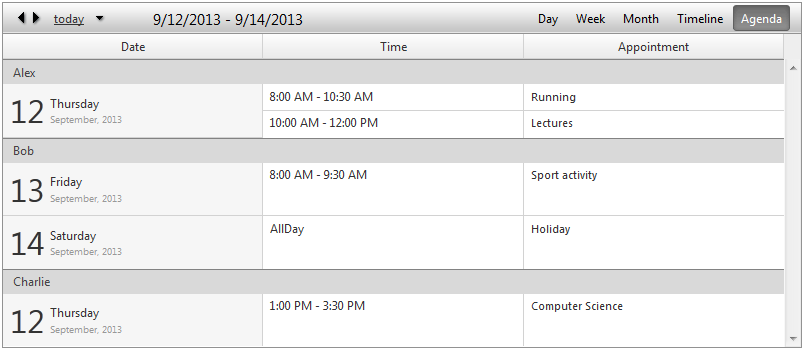 today 9/12/2013 - 9/14/2013 Day Week Month Timeline Agenda
Date Time Appointment
Alex
12 Thursday September, 2013 8:00 AM - 10:30 AM Running
10:00 AM - 12:00 PM Lectures
Bob
13 Friday September, 2013 8:00 AM - 9:30 AM Sport activity
14 Saturday September, 2013 AllDay Holiday
Charlie
12 Thursday September, 2013 1:00 PM - 3:30 PM Computer Science